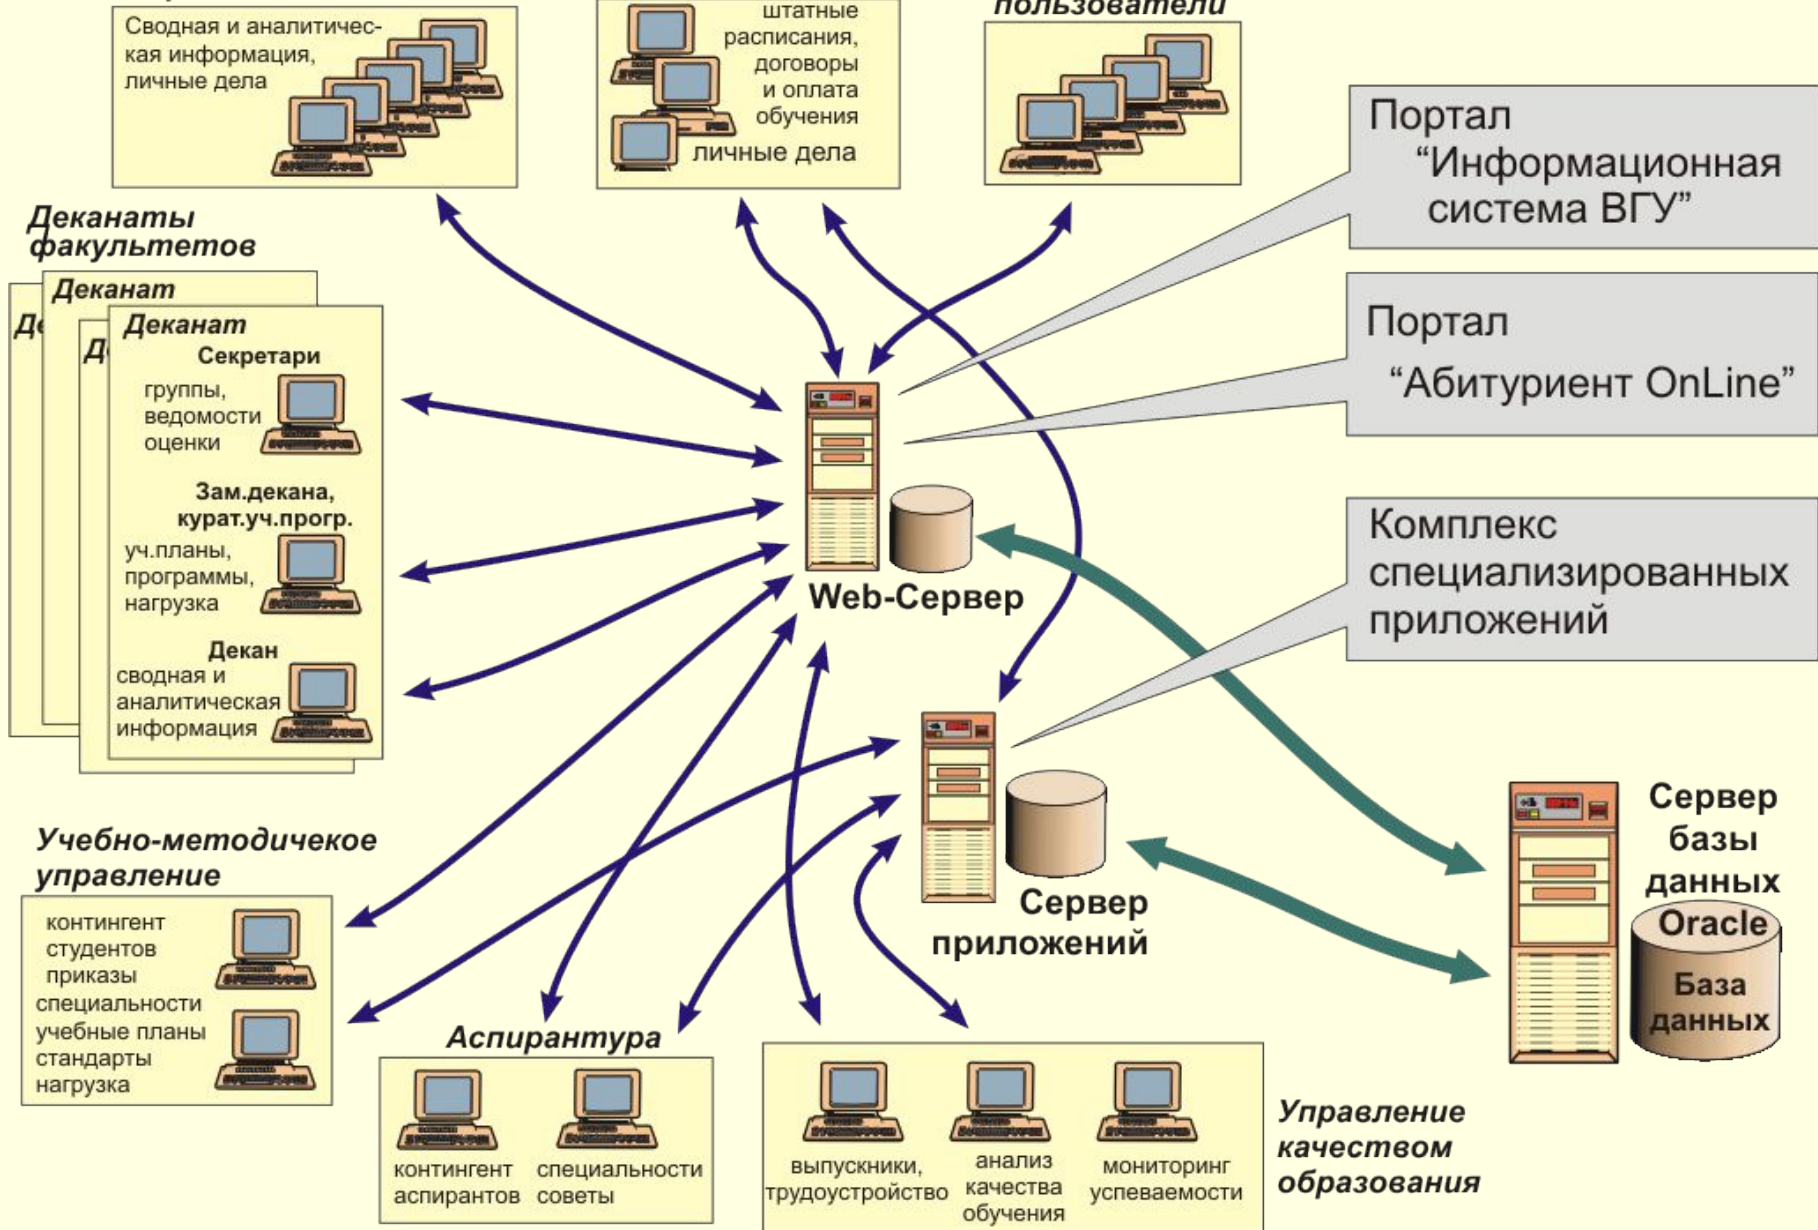 Сводная и аналитичес-
кая информация,
личные дела
штатные
расписания,
договоры
и оплата
обучения
личные дела
пользователи
Портал
“Информационная
система ВГУ”
Портал
“Абитуриент OnLine”
Комплекс
специализированных
приложений
Деканаты
факультетов
Деканат
Деканат
Секретари
группы,
ведомости
оценки
Зам.декана,
курат.уч.прогр.
уч.планы,
программы,
нагрузка
Декан
сводная и
аналитическая
информация
Web-Сервер
Сервер
приложений
Сервер
базы
данных
Oracle
База
данных
Учебно-методичекое
управление
контингент
студентов
приказы
специальности
учебные планы
стандарты
нагрузка
Аспирантура
контингент
аспирантов
специальности
советы
выпускники,
трудоустройство
анализ
качества
обучения
мониторинг
успеваемости
Управление
качеством
образования